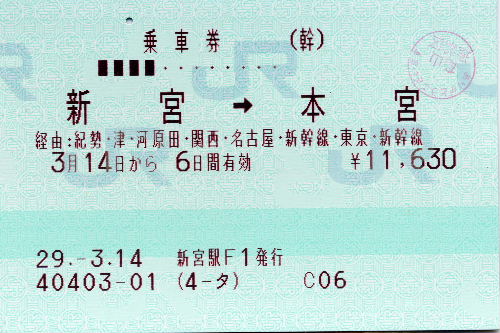 乗車券 (幹)
新宮 → 本宮
経由:紀勢・津・河原田・関西・名古屋・新幹線・東京・新幹線
3月14日から 6日間有効 ￥11,630
29.-3.14 新宮駅F1発行
40403-01 (4-タ) C06